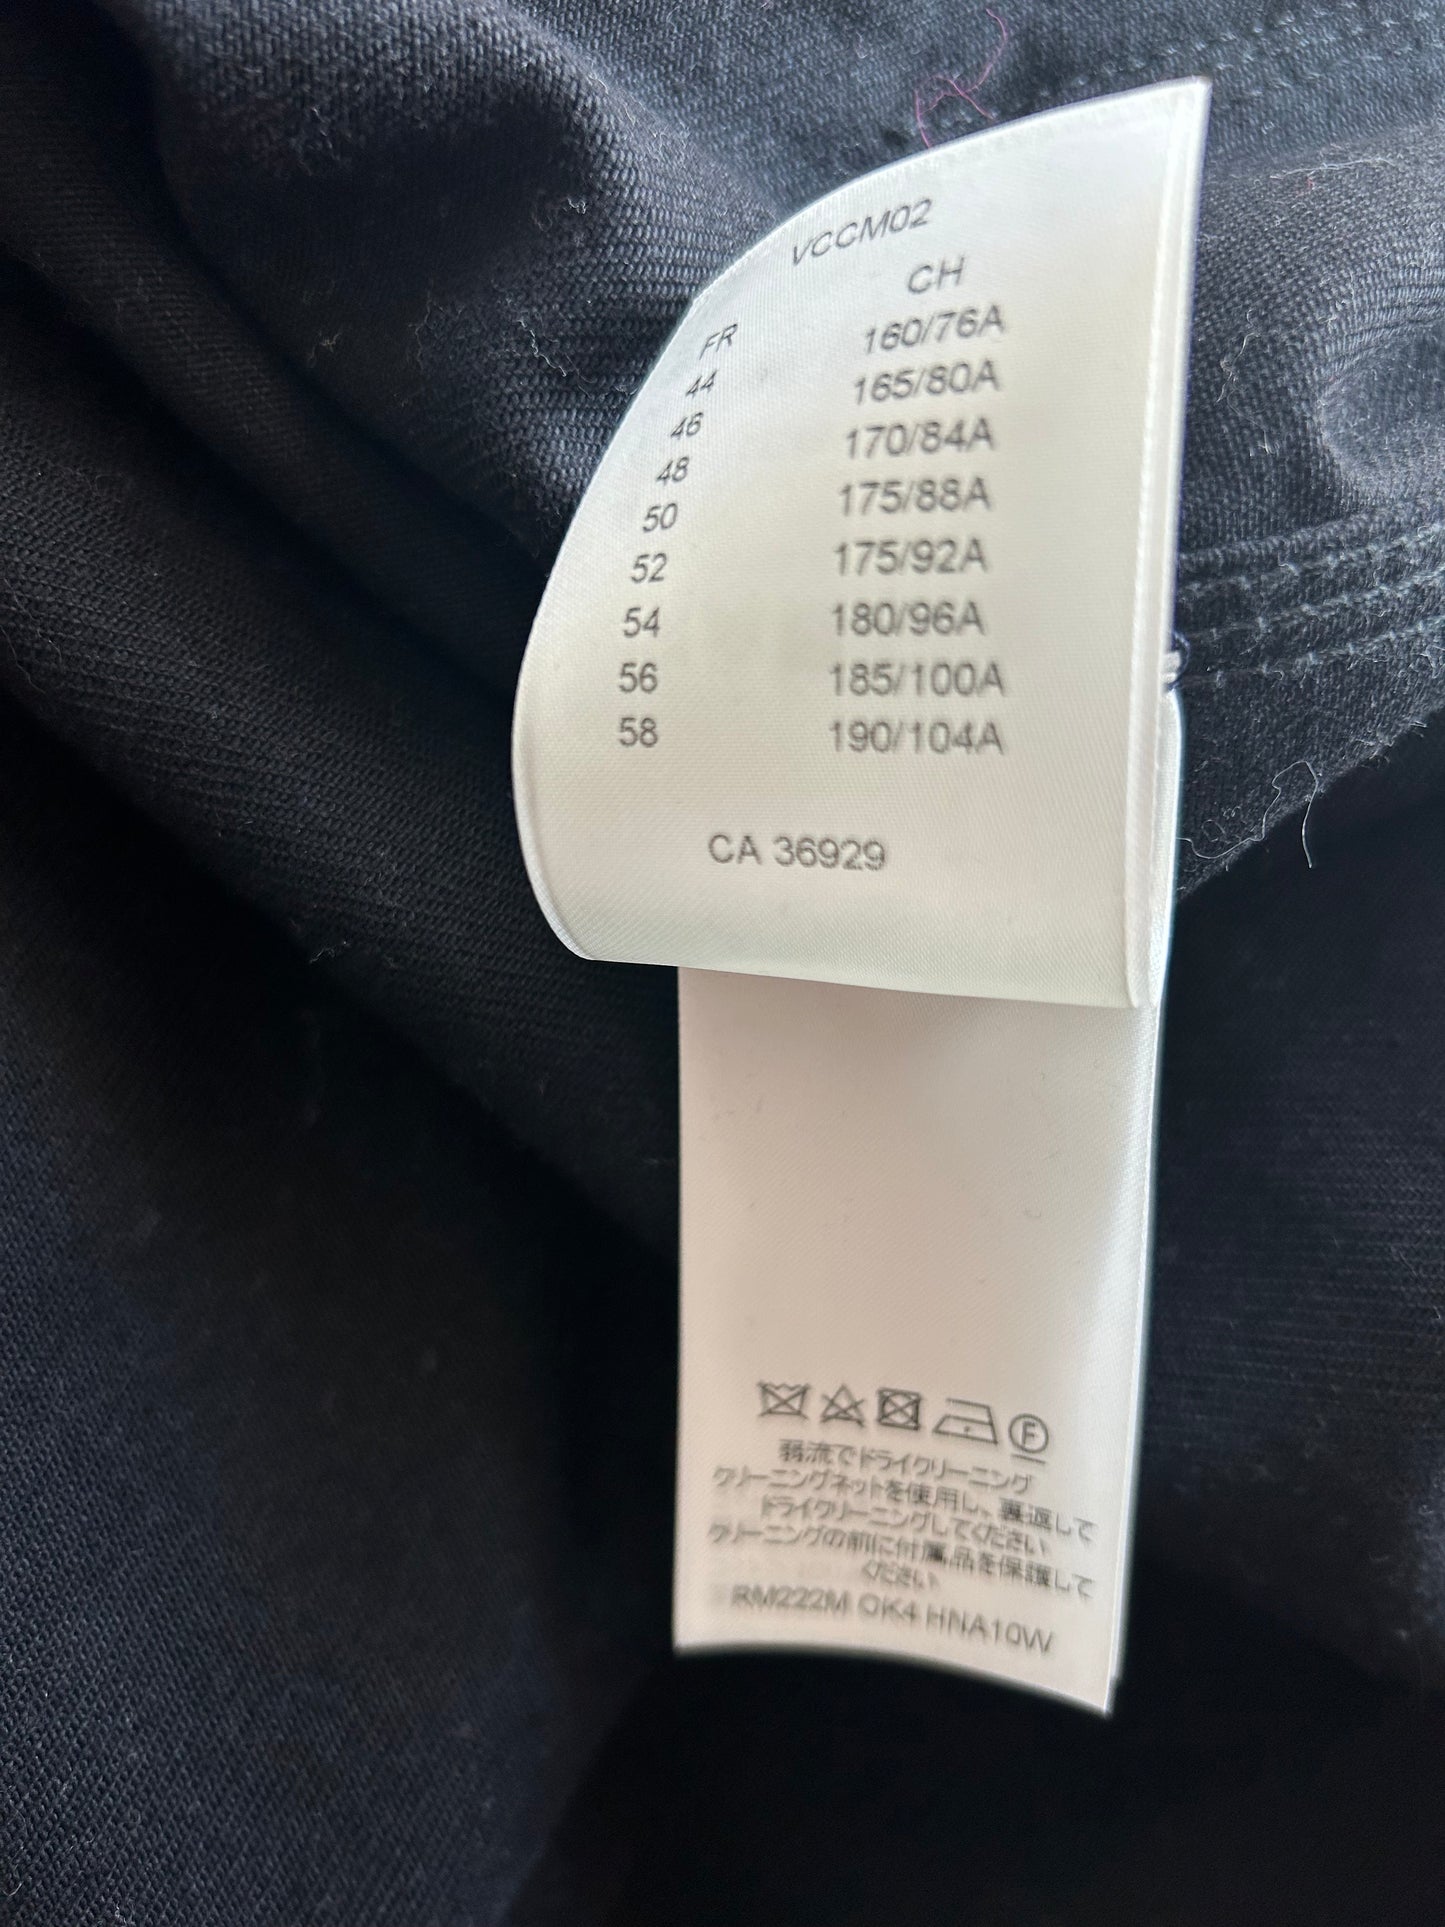 VCCM02
FR CH
44 160/76A
46 165/80A
48 170/84A
50 175/88A
52 175/92A
54 180/96A
56 185/100A
58 190/104A
CA 36929
F
弱流でドライクリーニング
クリーニングネットを使用し、裏返して
ドライクリーニングしてください
クリーニングの前に付属品を保護して
ください
RM222M OK4 HNA10W